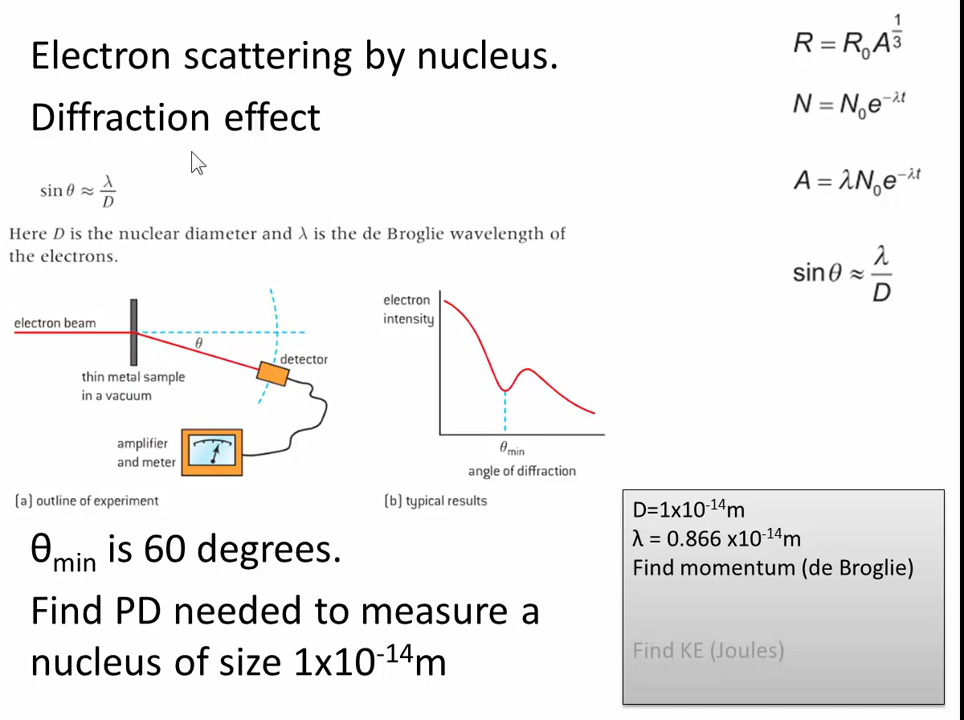 Electron scattering by nucleus.
Diffraction effect
sin θ ≈ λ/D
Here D is the nuclear diameter and λ is the de Broglie wavelength of
the electrons.
electron beam
θ
detector
thin metal sample
in a vacuum
amplifier
and meter
(a) outline of experiment
electron
intensity
θmin
angle of diffraction
(b) typical results
θmin is 60 degrees.
Find PD needed to measure a
nucleus of size 1x10⁻¹⁴m
R = R₀A^(1/3)
N = N₀e^(−λt)
A = λN₀e^(−λt)
sin θ ≈ λ/D
D=1x10⁻¹⁴m
λ = 0.866 x10⁻¹⁴m
Find momentum (de Broglie)
Find KE (Joules)